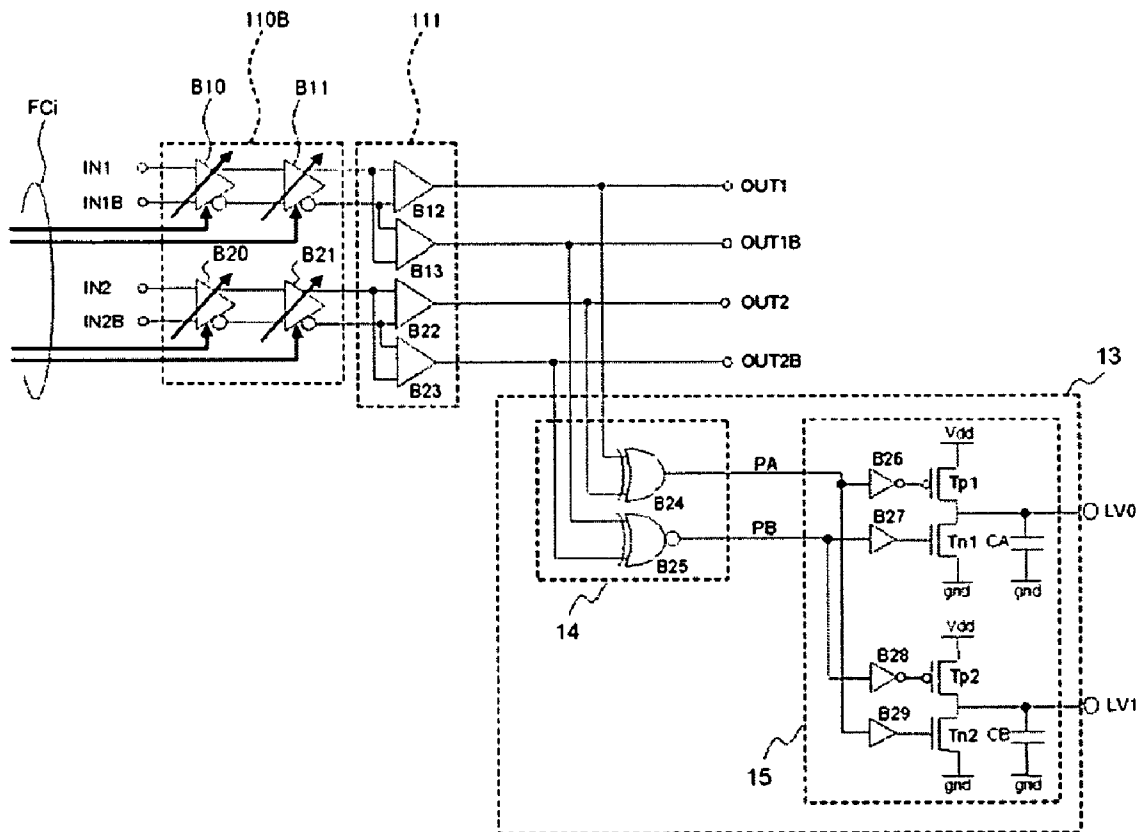 110B
111
B10
B11
FCi
IN1
IN1B
B12
OUT1
OUT1B
B20
B21
B13
IN2
IN2B
B22
OUT2
B23
OUT2B
13
Vdd
PA
B26
Tp1
B24
LV0
PB
B27
Tn1
CA
B25
gnd
gnd
14
Vdd
B28
Tp2
LV1
B29
Tn2
CB
15
gnd
gnd